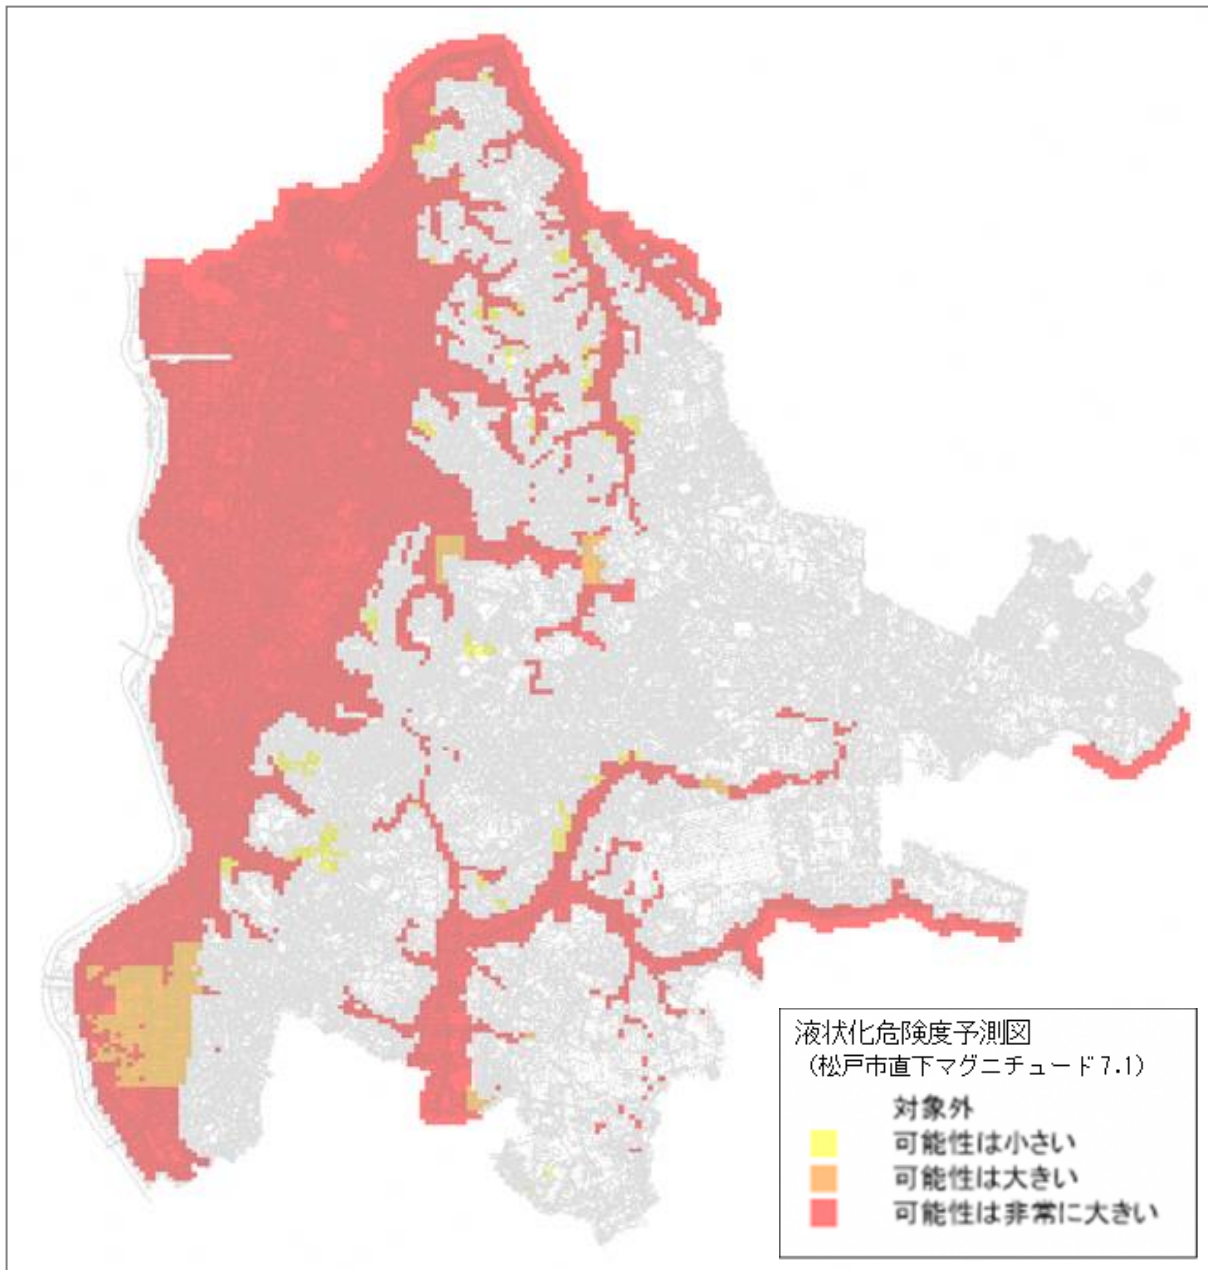 液状化危険度予測図
（松戸市直下マグニチュード7.1）
対象外
可能性は小さい
可能性は大きい
可能性は非常に大きい